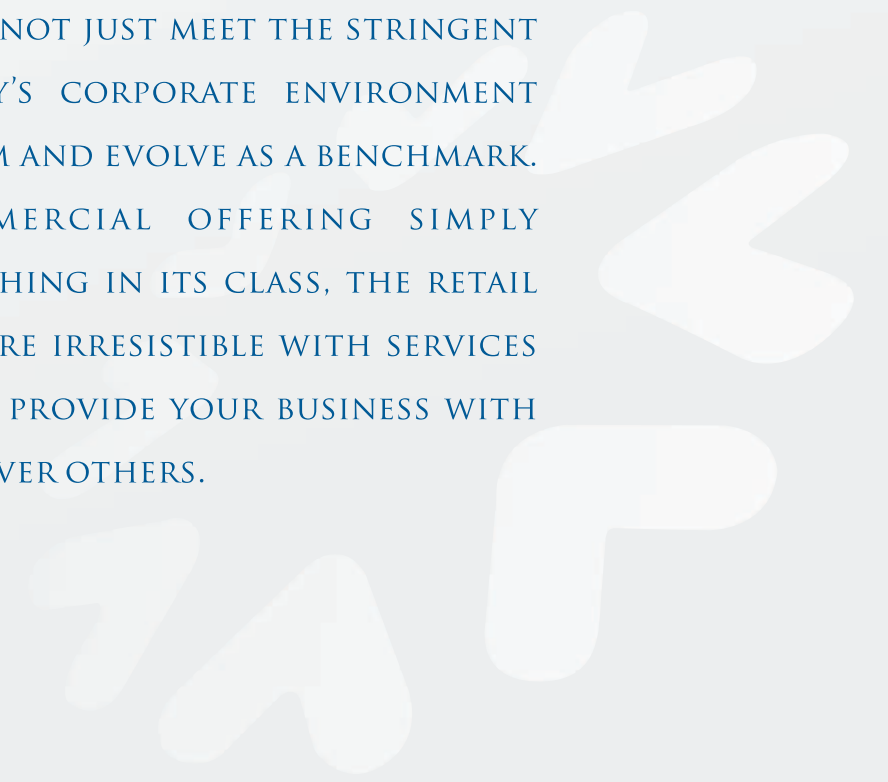 NOT JUST MEET THE STRINGENT
Y'S CORPORATE ENVIRONMENT
M AND EVOLVE AS A BENCHMARK.
MERCIAL OFFERING SIMPLY
HING IN ITS CLASS, THE RETAIL
RE IRRESISTIBLE WITH SERVICES
PROVIDE YOUR BUSINESS WITH
VER OTHERS.